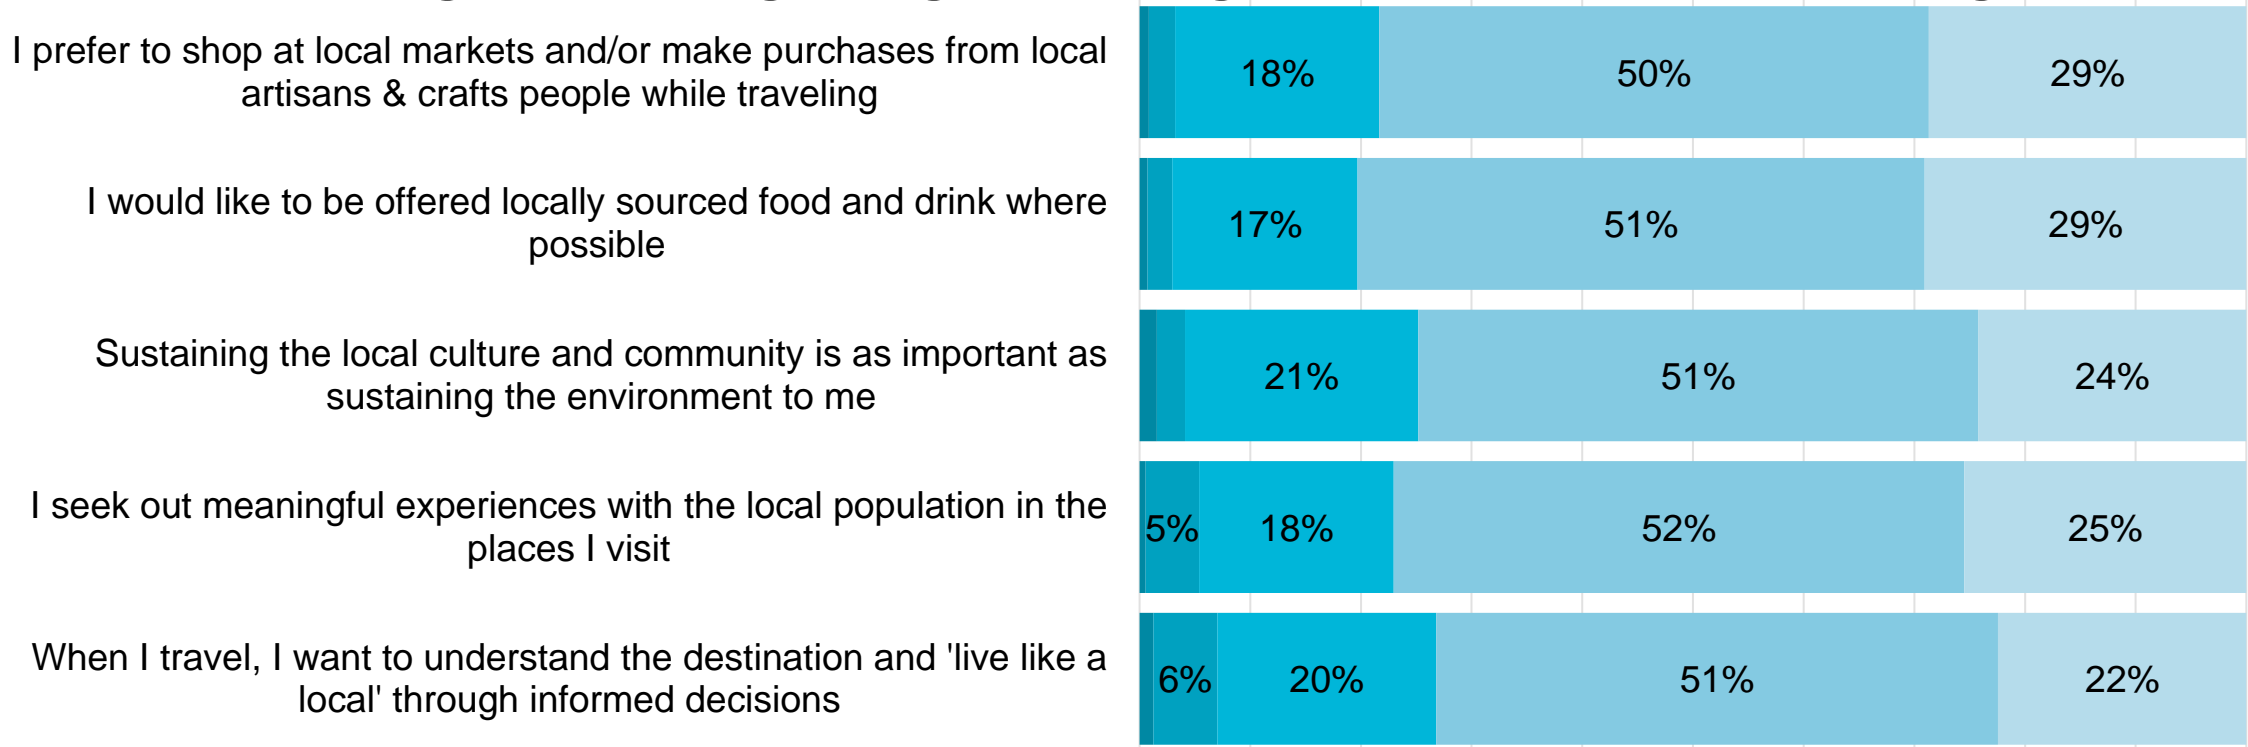 I prefer to shop at local markets and/or make purchases from local
artisans & crafts people while traveling
18% 50% 29%
I would like to be offered locally sourced food and drink where
possible
17% 51% 29%
Sustaining the local culture and community is as important as
sustaining the environment to me
21% 51% 24%
I seek out meaningful experiences with the local population in the
places I visit
5% 18% 52% 25%
When I travel, I want to understand the destination and 'live like a
local' through informed decisions
6% 20% 51% 22%